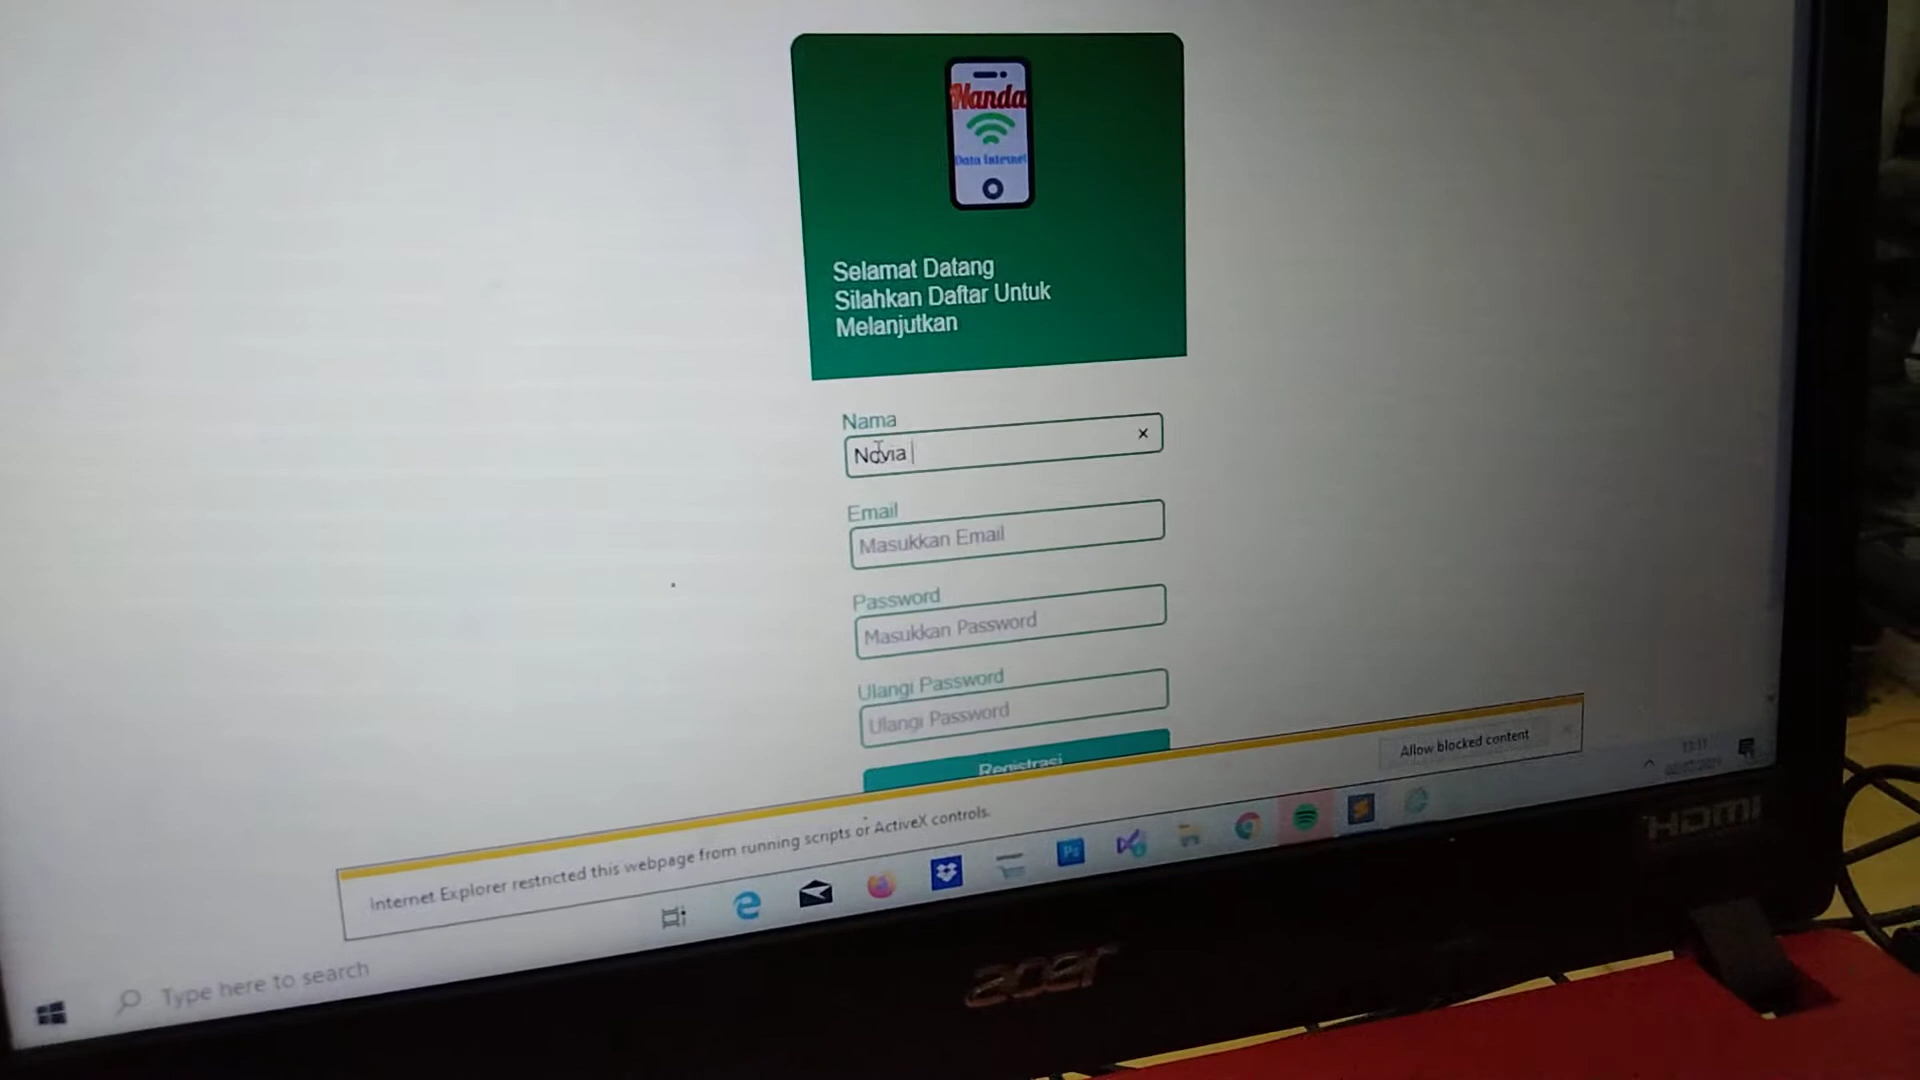 Nanda
Data Internet
Selamat Datang
Silahkan Daftar Untuk
Melanjutkan
Nama
Novia
×
Email
Masukkan Email
Password
Masukkan Password
Ulangi Password
Ulangi Password
Registrasi
Internet Explorer restricted this webpage from running scripts or ActiveX controls.
Allow blocked content
Type here to search
Ps
acer
HDMI